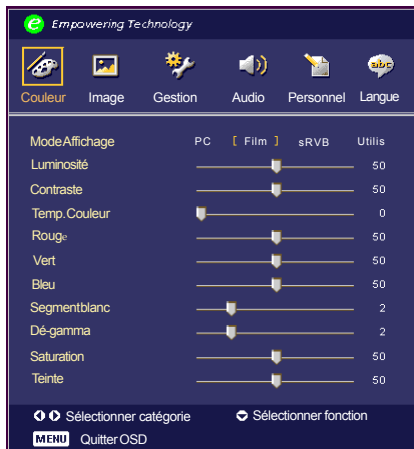 e Empowering Technology
Couleur Image Gestion Audio Personnel Langue
Mode Affichage PC [ Film ] sRVB Utilis
Luminosité 50
Contraste 50
Temp.Couleur 0
Rouge 50
Vert 50
Bleu 50
Segmentblanc 2
Dé-gamma 2
Saturation 50
Teinte 50
Sélectionner catégorie Sélectionner fonction
MENU Quitter OSD